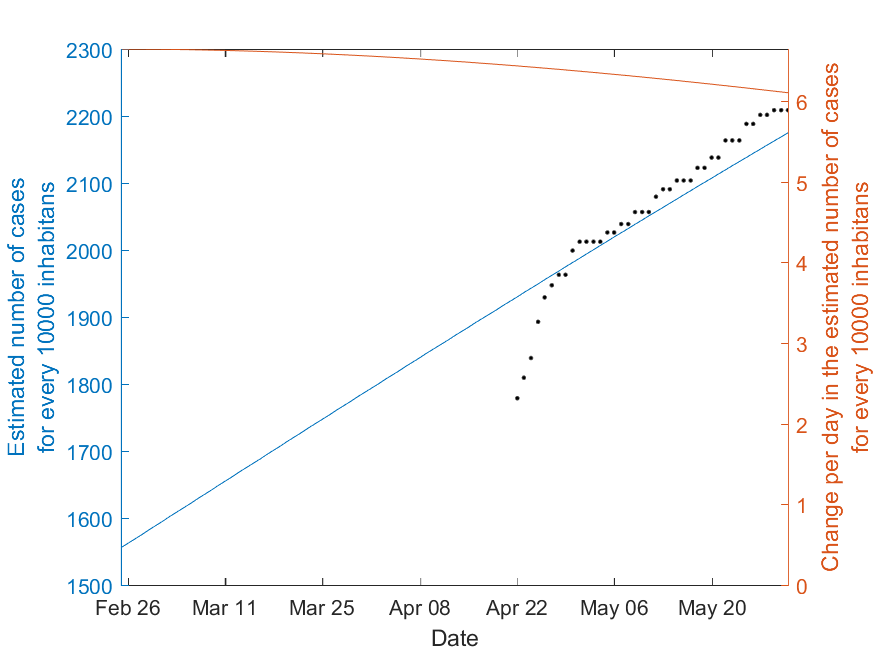 Estimated number of cases
for every 10000 inhabitans
2300
2200
2100
2000
1900
1800
1700
1600
1500
Feb 26 Mar 11 Mar 25 Apr 08 Apr 22 May 06 May 20
Date
6
5
4
3
2
1
0
Change per day in the estimated number of cases
for every 10000 inhabitans